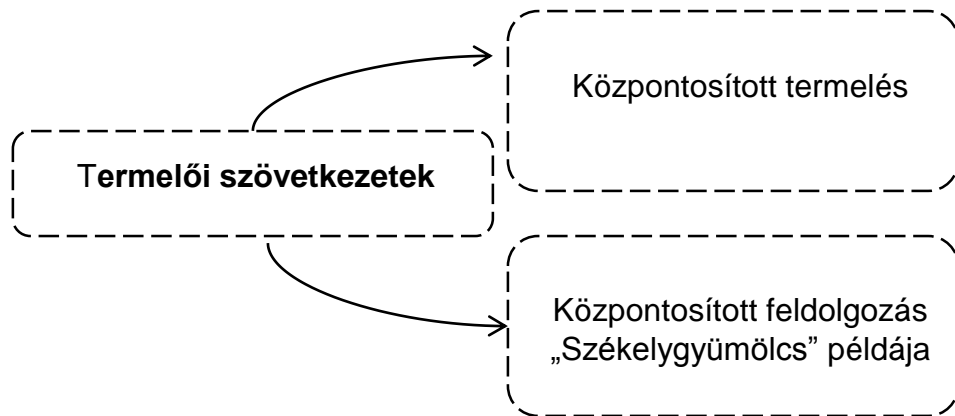 Központosított termelés
Termelői szövetkezetek
Központosított feldolgozás
„Székelygyümölcs” példája